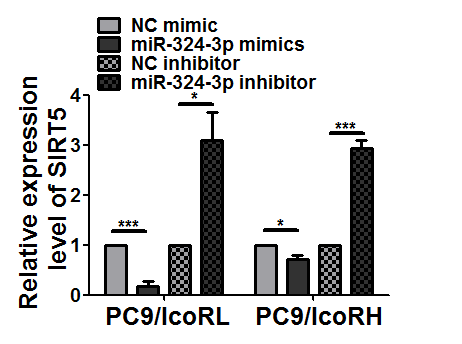 NC mimic
miR-324-3p mimics
NC inhibitor
miR-324-3p inhibitor
Relative expression
level of SIRT5
4
3
2
1
0
***
*
*
***
PC9/IcoRL
PC9/IcoRH